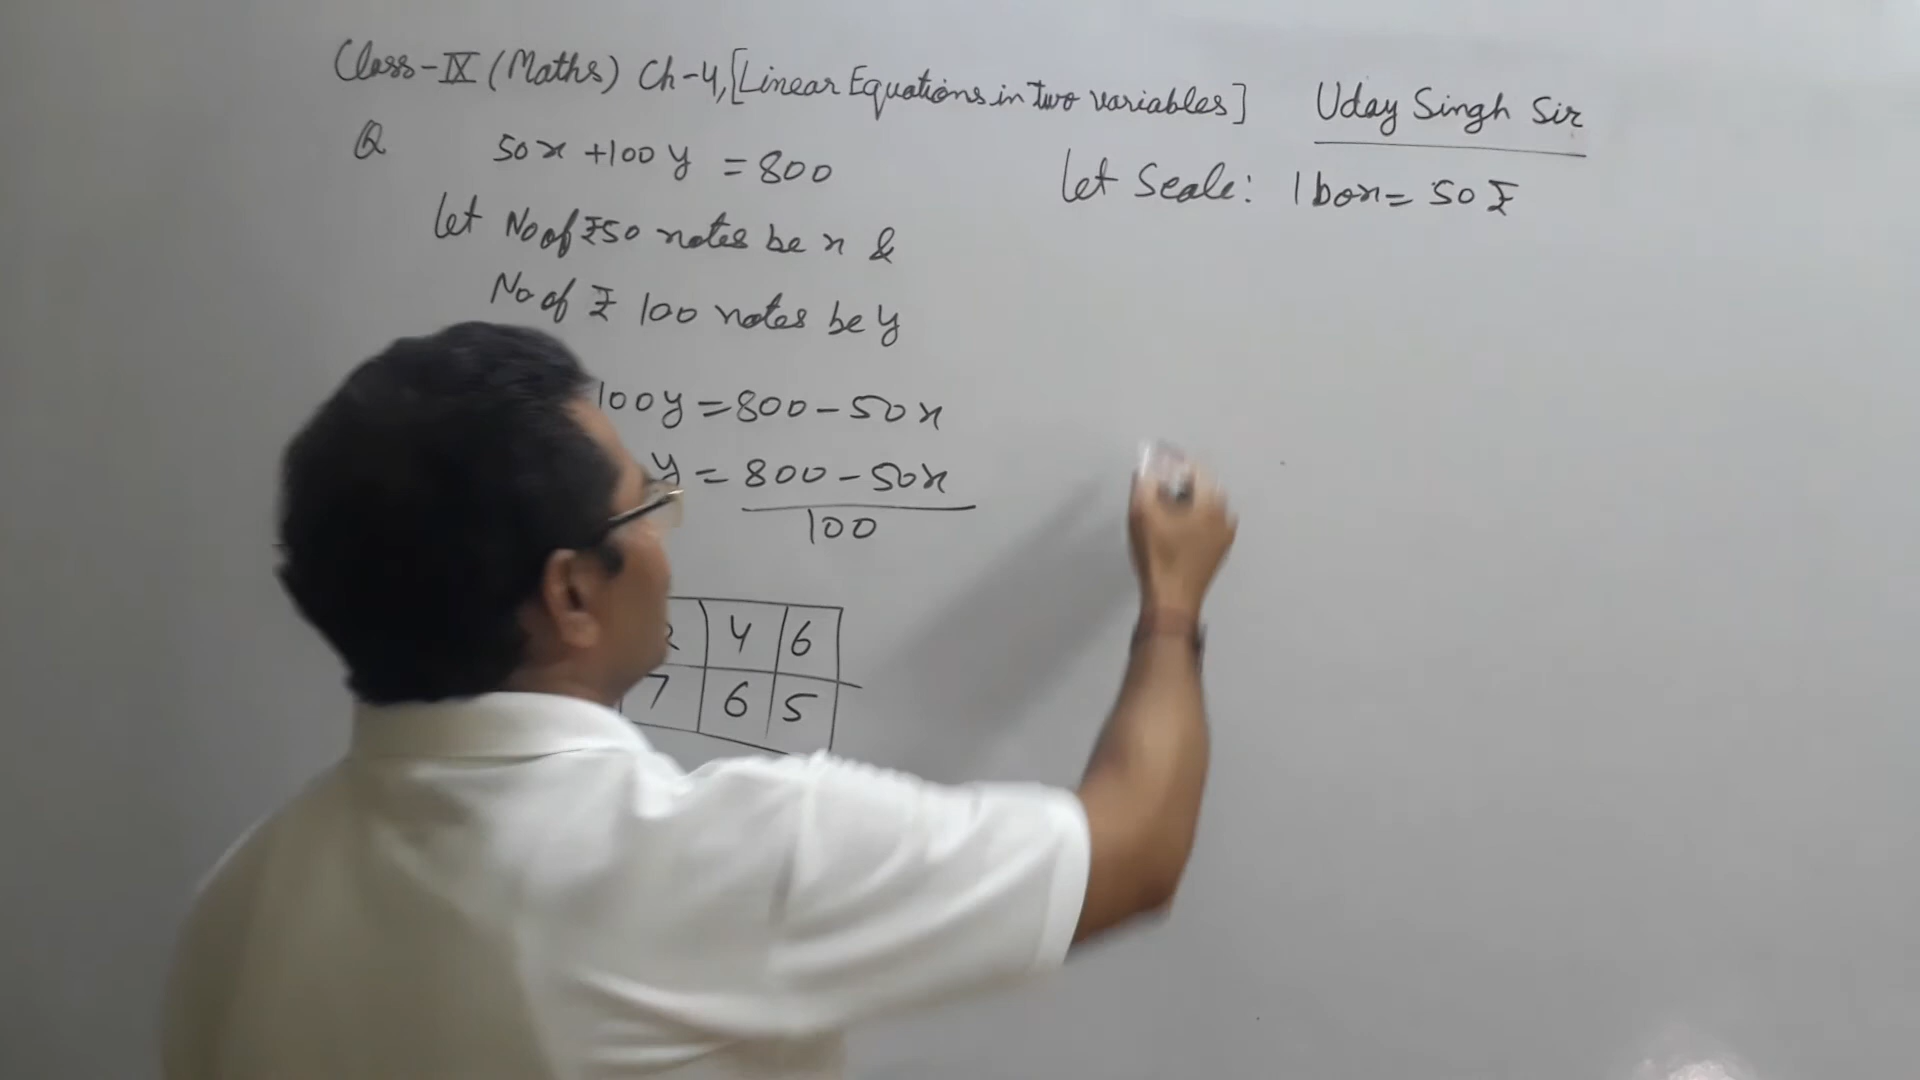 Class-IX (Maths) Ch-4, [Linear Equations in two variables]
Uday Singh Sir
Q 50x + 100y = 800
Let Scale: 1 box = 50 ₹
let No of ₹50 notes be x &
No of ₹ 100 notes be y
100y = 800 - 50x
y = 800 - 50x
100
2 4 6
7 6 5